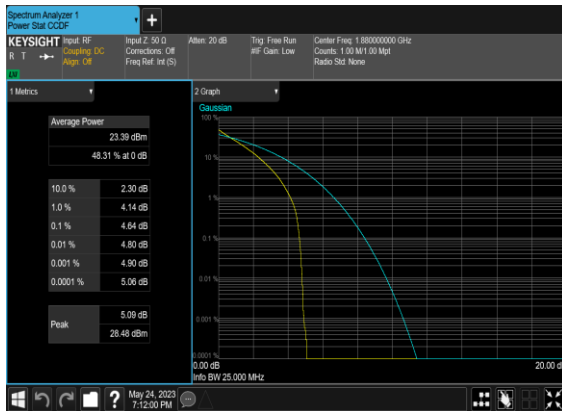 Spectrum Analyzer 1
Power Stat CCDF
KEYSIGHT
R T
Input: RF
Coupling: DC
Align: Off
Input Z: 50 Ω
Corrections: Off
Freq Ref: Int (S)
Atten: 20 dB
Trig: Free Run
#IF Gain: Low
Center Freq: 1.880000000 GHz
Counts: 1.00 M/1.00 Mpt
Radio Std: None
1 Metrics
Average Power
23.39 dBm
48.31 % at 0 dB
10.0 % 2.30 dB
1.0 % 4.14 dB
0.1 % 4.64 dB
0.01 % 4.80 dB
0.001 % 4.90 dB
0.0001 % 5.06 dB
Peak
5.09 dB
28.48 dBm
2 Graph
Gaussian
100 %
10 %
1 %
0.1 %
0.01 %
0.001 %
0.0001 %
0.00 dB
20.00 d
Info BW 25.000 MHz
?
May 24, 2023
7:12:00 PM